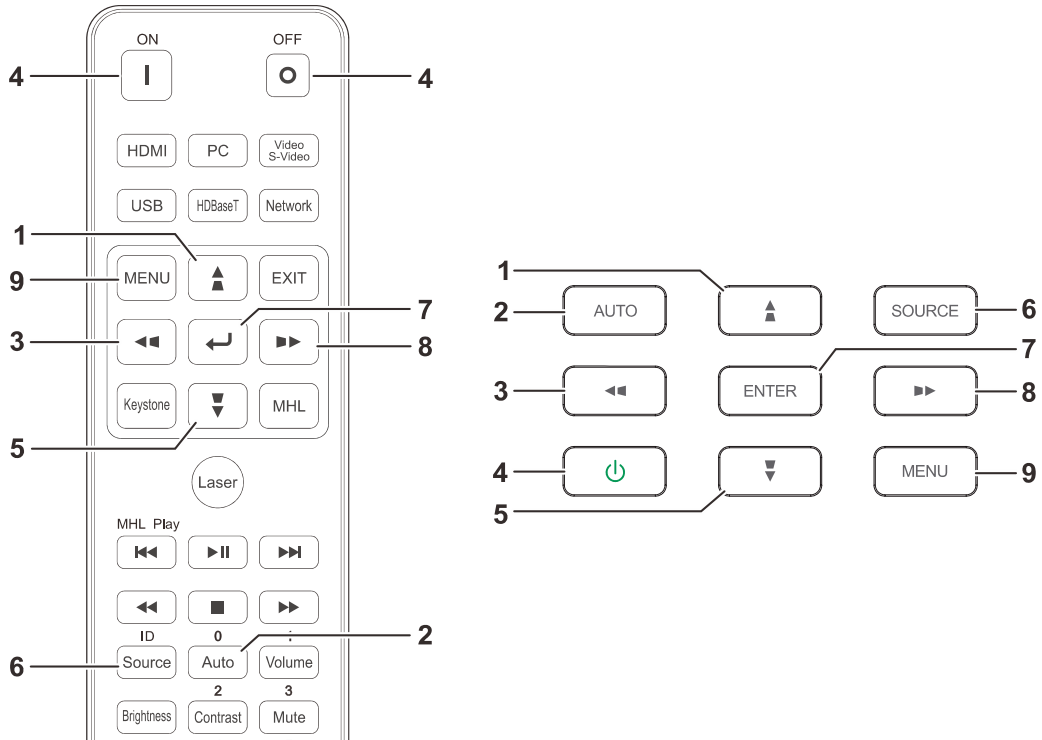 ON OFF
4 4
HDMI PC Video
S-Video
USB HDBaseT Network
1
9 MENU EXIT
7
3 8
Keystone MHL
5
Laser
MHL Play
ID 0 :
2
6 Source Auto Volume
2 3
Brightness Contrast Mute
1
2 AUTO SOURCE 6
7
3 ENTER 8
4 MENU 9
5